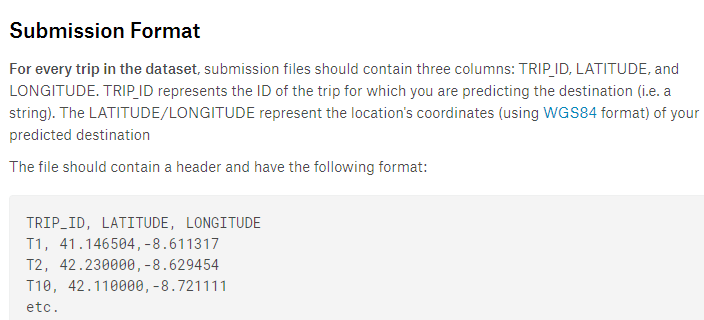 Submission Format
For every trip in the dataset, submission files should contain three columns: TRIP_ID, LATITUDE, and
LONGITUDE. TRIP_ID represents the ID of the trip for which you are predicting the destination (i.e. a
string). The LATITUDE/LONGITUDE represent the location's coordinates (using WGS84 format) of your
predicted destination
The file should contain a header and have the following format:
TRIP_ID, LATITUDE, LONGITUDE
T1, 41.146504,-8.611317
T2, 42.230000,-8.629454
T10, 42.110000,-8.721111
etc.